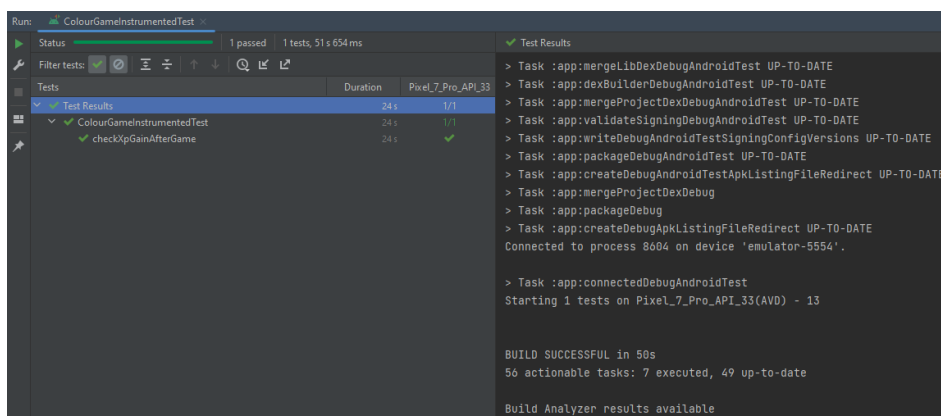 Run: ColourGameInstrumentedTest
Status 1 passed 1 tests, 51 s 654 ms
Filter tests:
Tests Duration Pixel_7_Pro_API_33
Test Results 24 s 1/1
ColourGameInstrumentedTest 24 s 1/1
checkXpGainAfterGame 24 s
Test Results
> Task :app:mergeLibDexDebugAndroidTest UP-TO-DATE
> Task :app:dexBuilderDebugAndroidTest UP-TO-DATE
> Task :app:mergeProjectDexDebugAndroidTest UP-TO-DATE
> Task :app:validateSigningDebugAndroidTest UP-TO-DATE
> Task :app:writeDebugAndroidTestSigningConfigVersions UP-TO-DATE
> Task :app:packageDebugAndroidTest UP-TO-DATE
> Task :app:createDebugAndroidTestApkListingFileRedirect UP-TO-DATE
> Task :app:mergeProjectDexDebug
> Task :app:packageDebug
> Task :app:createDebugApkListingFileRedirect UP-TO-DATE
Connected to process 8604 on device 'emulator-5554'.
> Task :app:connectedDebugAndroidTest
Starting 1 tests on Pixel_7_Pro_API_33(AVD) - 13
BUILD SUCCESSFUL in 50s
56 actionable tasks: 7 executed, 49 up-to-date
Build Analyzer results available